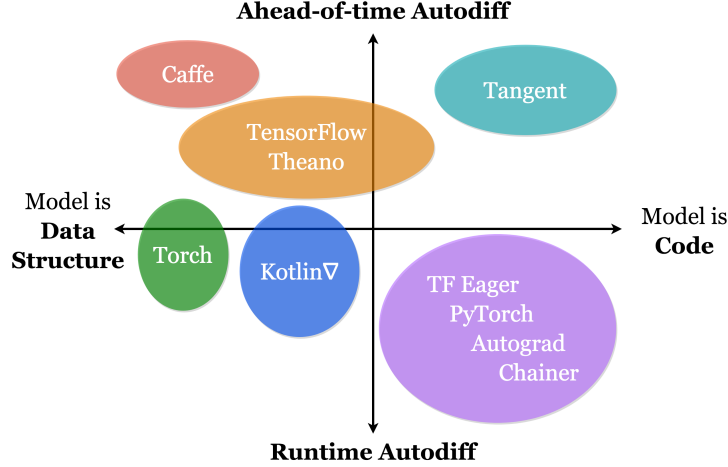 Ahead-of-time Autodiff
Caffe
Tangent
TensorFlow
Theano
Model is
Data
Structure
Model is
Code
Torch
Kotlin∇
TF Eager
PyTorch
Autograd
Chainer
Runtime Autodiff